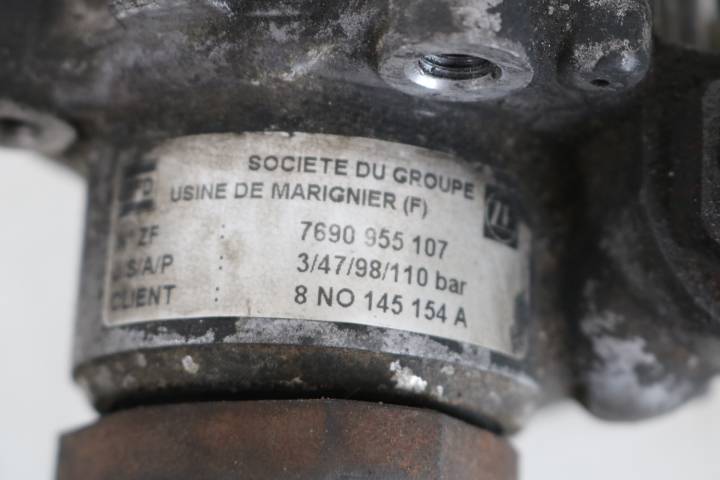 SOCIETE DU GROUPE
USINE DE MARIGNIER (F)
N° ZF : 7690 955 107
J/S/A/P : 3/47/98/110 bar
CLIENT : 8 NO 145 154 A